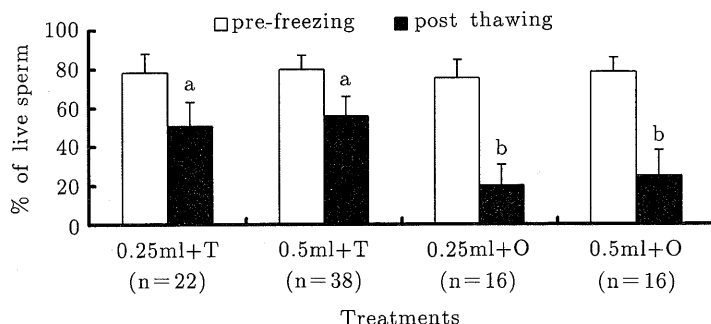 □pre-freezing ■post thawing
% of live sperm
100
80
60
40
20
0
a
a
b
b
0.25ml+T 0.5ml+T 0.25ml+O 0.5ml+O
(n=22) (n=38) (n=16) (n=16)
Treatments